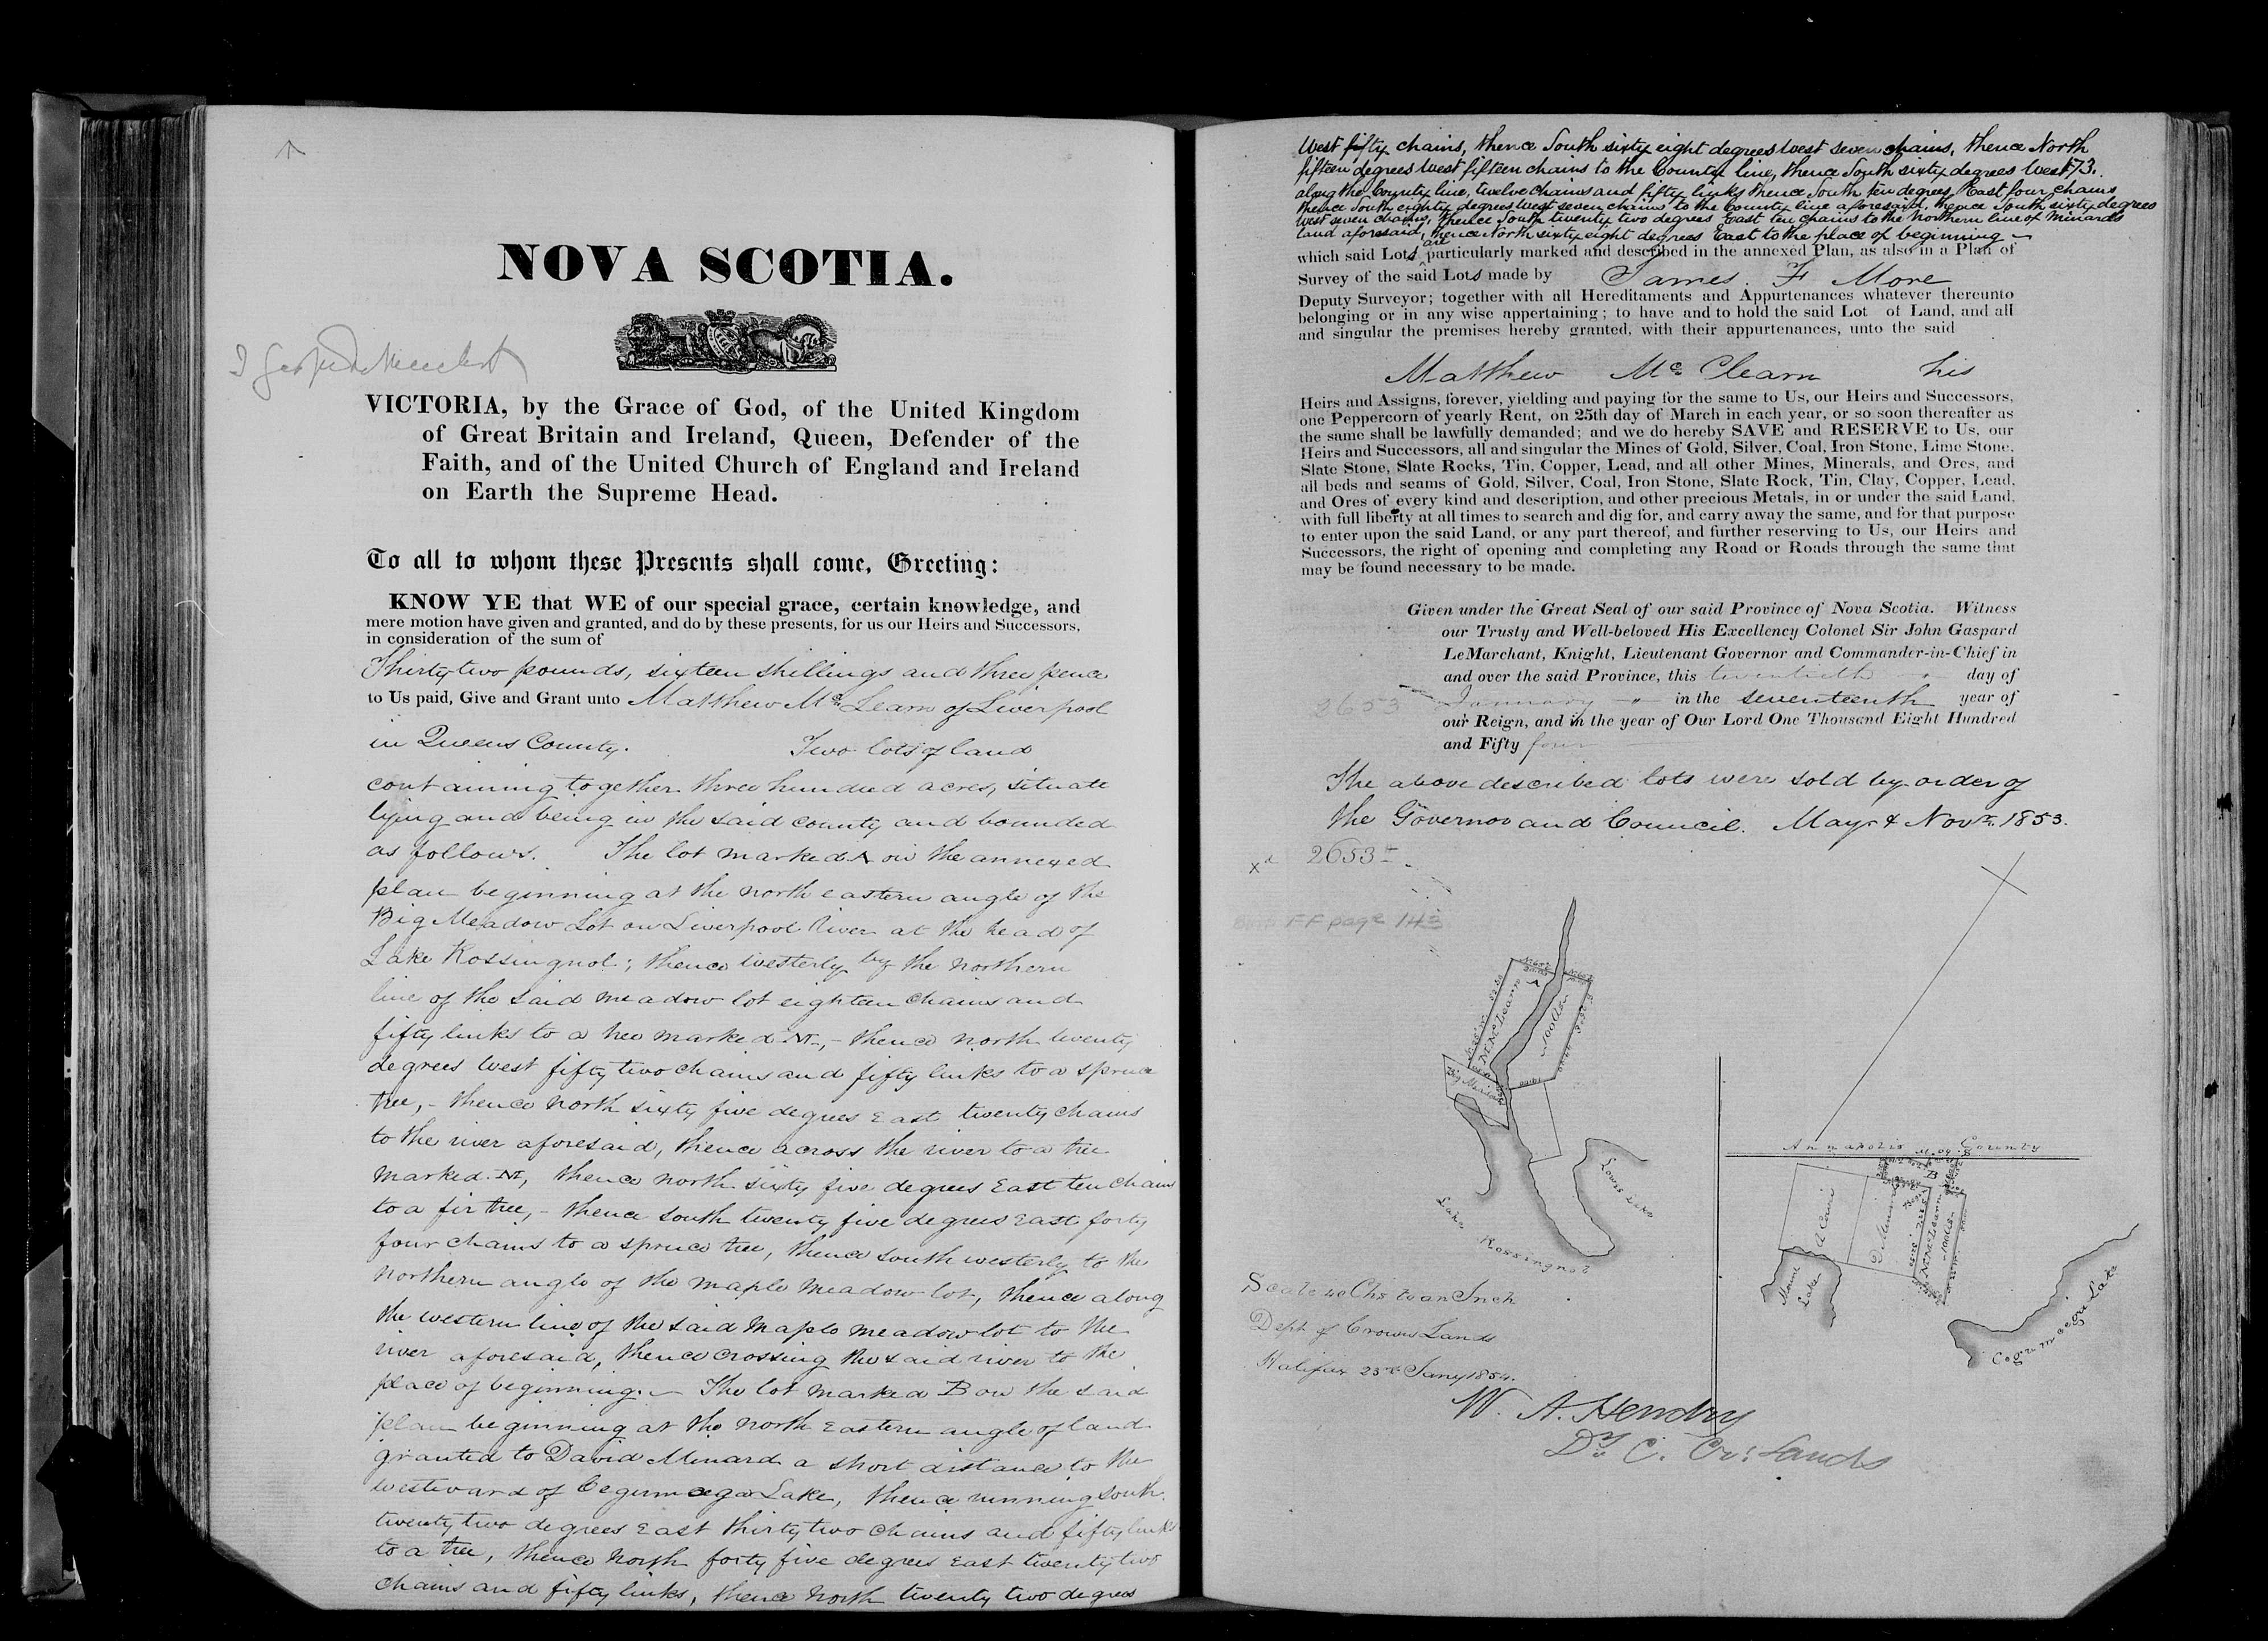 NOVA SCOTIA.
VICTORIA, by the Grace of God, of the United Kingdom
of Great Britain and Ireland, Queen, Defender of the
Faith, and of the United Church of England and Ireland
on Earth the Supreme Head.
To all to whom these Presents shall come, Greeting:
KNOW YE that WE of our special grace, certain knowledge, and
mere motion have given and granted, and do by these presents, for us our Heirs and Successors,
in consideration of the sum of
Thirty two pounds, sixteen shillings and three pence
to Us paid, Give and Grant unto Matthew McLearn of Liverpool
in Queens County. Two lots of land
containing together three hundred acres, situate
lying and being in the said county and bounded
as follows. The lot marked A on the annexed
plan beginning at the north eastern angle of the
Big Meadow Lot on Liverpool River at the head of
Lake Rossingnol; thence westerly by the northern
line of the said meadow lot eighteen chains and
fifty links to a tree marked N, - thence north twenty
degrees West fifty two chains and fifty links to a spruce
tree, - thence north sixty five degrees East twenty chains
to the river aforesaid, thence across the river to a tree
marked N, thence north sixty five degrees East ten chains
to a fir tree, - thence south twenty five degrees East forty
four chains to a spruce tree, thence south westerly to the
northern angle of the maple meadow lot, thence along
the western line of the said maple meadow lot to the
river aforesaid, thence crossing the said river to the
place of beginning. - The lot marked B on the said
plan beginning at the north Eastern angle of land
granted to David Minard a short distance to the
westward of Cegumcega Lake, thence running South
twenty two degrees East thirty two chains and fifty links
to a tree, thence North forty five degrees East twenty two
chains and fifty links, thence North twenty two degrees
West fifty chains, thence South sixty eight degrees West seven chains, thence North
fifteen degrees West fifteen chains to the County line, thence South sixty degrees West 73.
along the County line, twelve chains and fifty links thence South ten degrees East four chains
thence South eighty degrees West seven chains to the County line aforesaid, thence South sixty degrees
West seven chains, thence South twenty two degrees East ten chains to the Northern line of Minards
land aforesaid, thence North sixty eight degrees East to the place of beginning -
which said Lots are particularly marked and described in the annexed Plan, as also in a Plan of
Survey of the said Lots made by James F More
Deputy Surveyor; together with all Hereditaments and Appurtenances whatever thereunto
belonging or in any wise appertaining; to have and to hold the said Lot of Land, and all
and singular the premises hereby granted, with their appurtenances, unto the said
Matthew Mc Clearn his
Heirs and Assigns, forever, yielding and paying for the same to Us, our Heirs and Successors,
one Peppercorn of yearly Rent, on 25th day of March in each year, or so soon thereafter as
the same shall be lawfully demanded; and we do hereby SAVE and RESERVE to Us, our
Heirs and Successors, all and singular the Mines of Gold, Silver, Coal, Iron Stone, Lime Stone,
Slate Stone, Slate Rocks, Tin, Copper, Lead, and all other Mines, Minerals, and Ores, and
all beds and seams of Gold, Silver, Coal, Iron Stone, Slate Rock, Tin, Clay, Copper, Lead,
and Ores of every kind and description, and other precious Metals, in or under the said Land,
with full liberty at all times to search and dig for, and carry away the same, and for that purpose
to enter upon the said Land, or any part thereof, and further reserving to Us, our Heirs and
Successors, the right of opening and completing any Road or Roads through the same that
may be found necessary to be made.
Given under the Great Seal of our said Province of Nova Scotia. Witness
our Trusty and Well-beloved His Excellency Colonel Sir John Gaspard
LeMarchant, Knight, Lieutenant Governor and Commander-in-Chief in
and over the said Province, this twentieth day of
2653 January in the seventeenth year of
our Reign, and in the year of Our Lord One Thousand Eight Hundred
and Fifty four
The above described lots were sold by order of
the Governor and Council. May & Novr. 1853.
2653
FF page 143
M. McLearn
A
Big Meadow
Lows Lake
Lake Rossingnol
Annapolis County
B
D. Minard
M. McLearn
Mound Lake
Cegumcega Lake
Scale 40 Chs to an Inch
Dept of Crown Lands
Halifax 23rd Jany 1854.
W. A. Hendry
Dy C. Cr: Lands